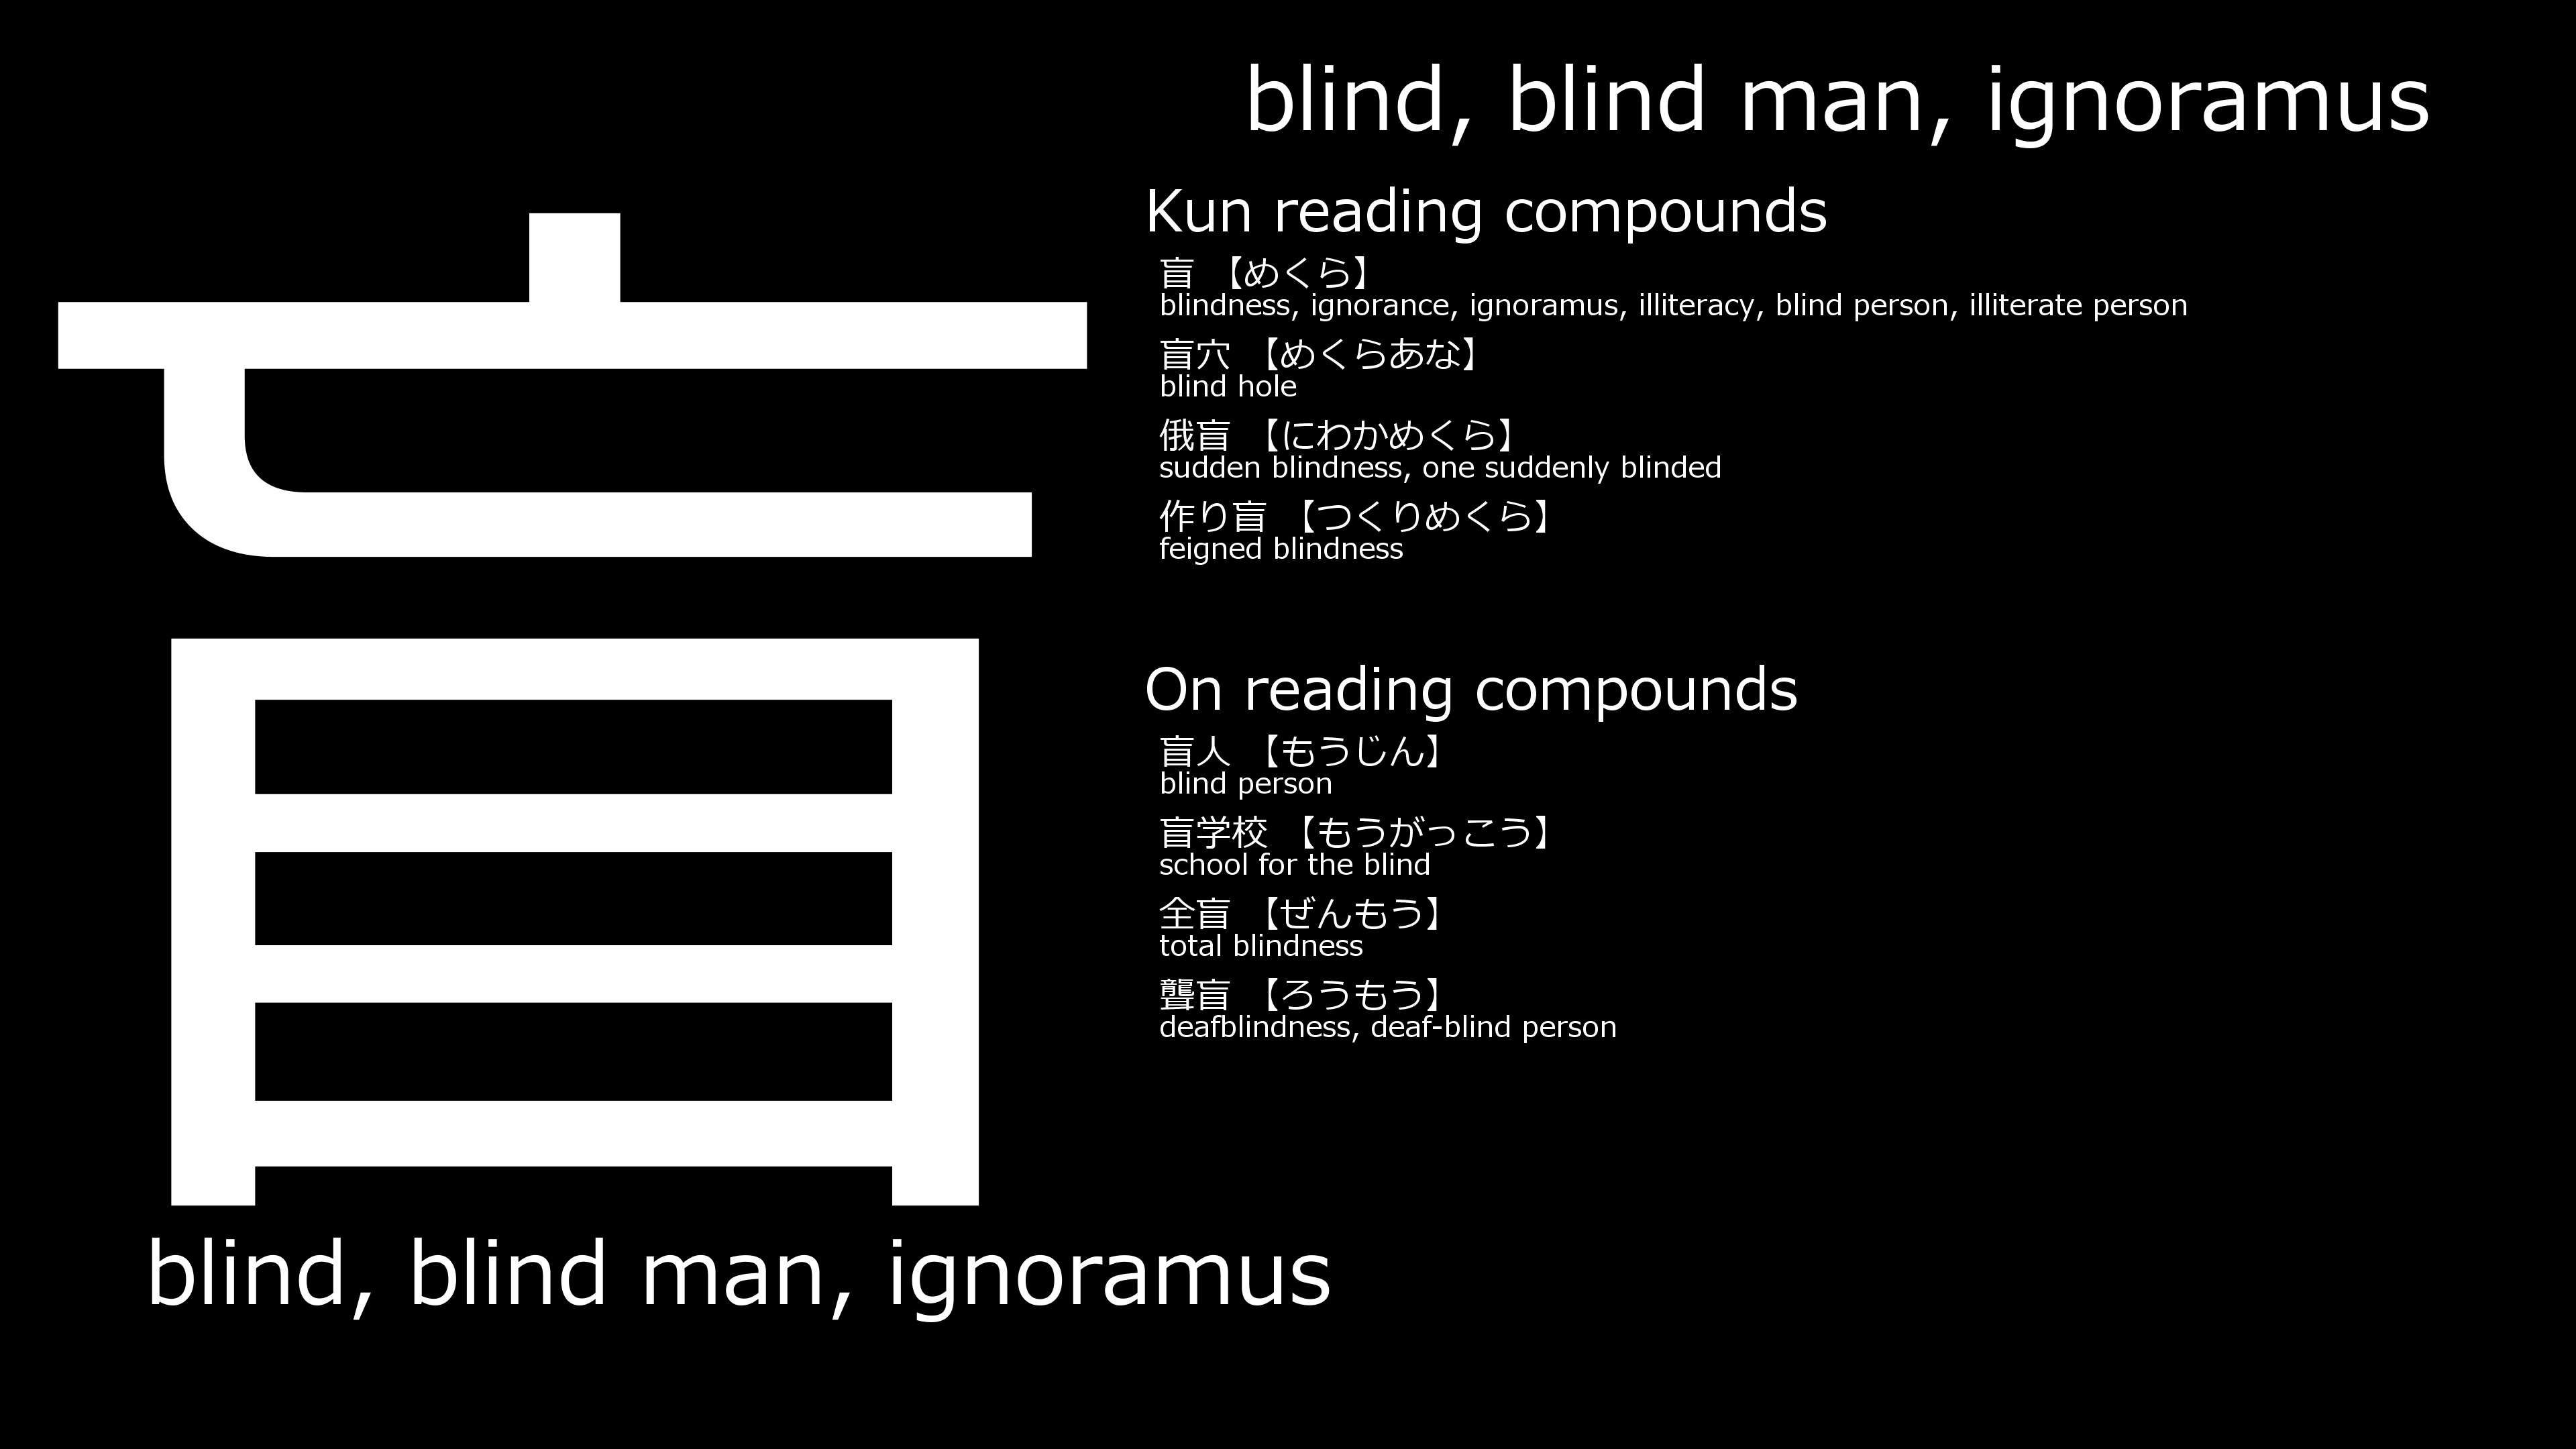 盲
blind, blind man, ignoramus
blind, blind man, ignoramus
Kun reading compounds
盲 【めくら】
blindness, ignorance, ignoramus, illiteracy, blind person, illiterate person
盲穴 【めくらあな】
blind hole
俄盲 【にわかめくら】
sudden blindness, one suddenly blinded
作り盲 【つくりめくら】
feigned blindness
On reading compounds
盲人 【もうじん】
blind person
盲学校 【もうがっこう】
school for the blind
全盲 【ぜんもう】
total blindness
聾盲 【ろうもう】
deafblindness, deaf-blind person